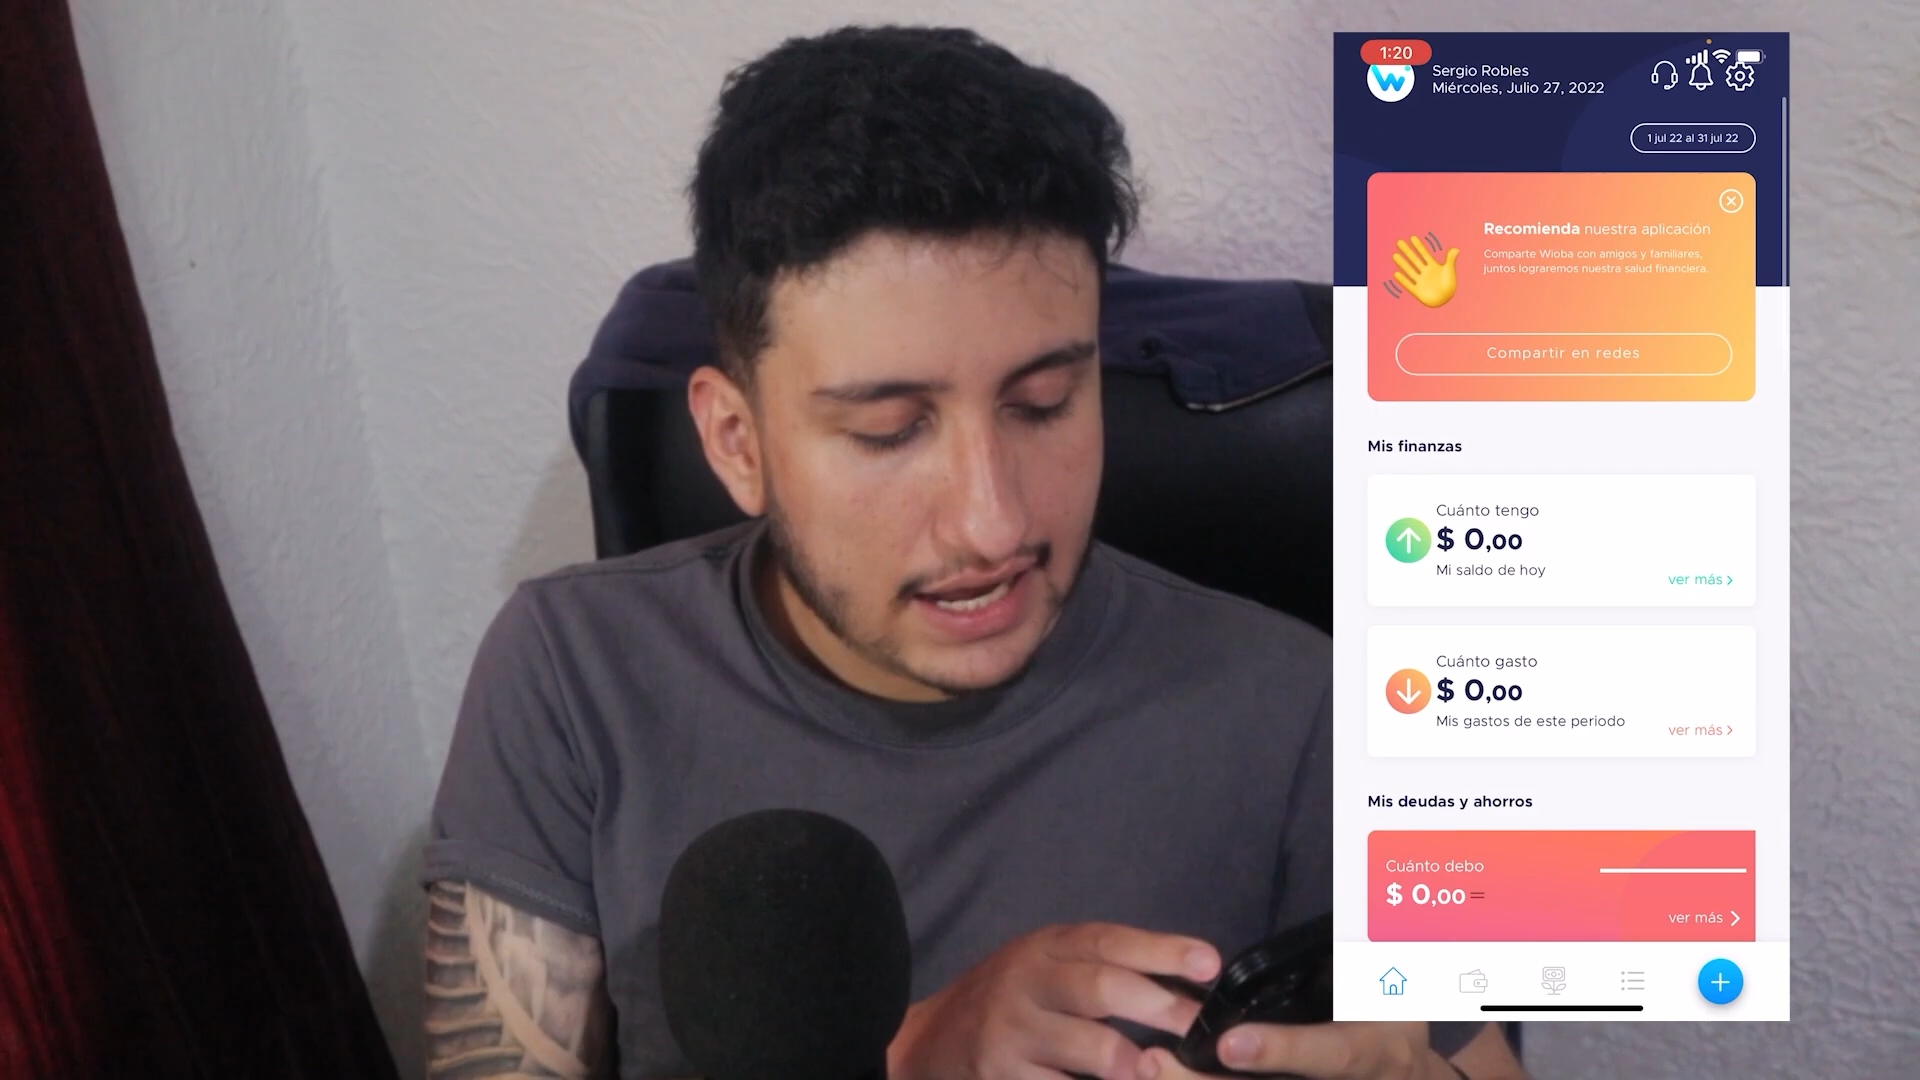 1:20
Sergio Robles
Miércoles, Julio 27, 2022
1 jul 22 al 31 jul 22
Recomienda nuestra aplicación
Comparte Wioba con amigos y familiares,
juntos lograremos nuestra salud financiera.
Compartir en redes
Mis finanzas
Cuánto tengo
$ 0,00
Mi saldo de hoy
ver más >
Cuánto gasto
$ 0,00
Mis gastos de este periodo
ver más >
Mis deudas y ahorros
Cuánto debo
$ 0,00
ver más >